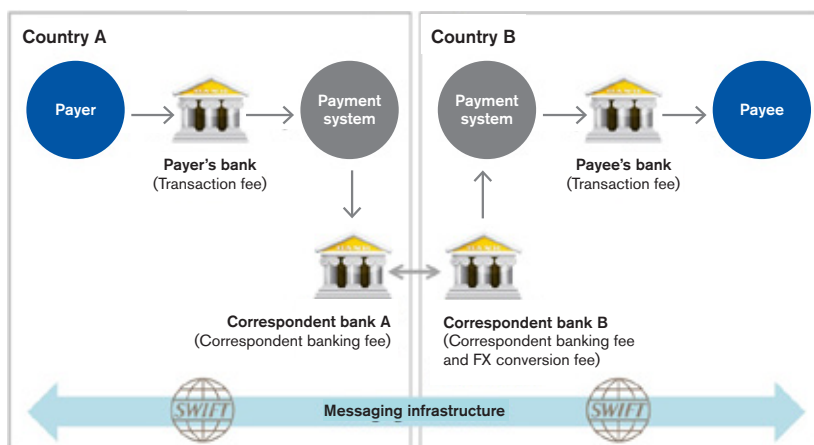 Country A
Payer
Payer's bank
(Transaction fee)
Payment
system
Correspondent bank A
(Correspondent banking fee)
Country B
Payment
system
Payee's bank
(Transaction fee)
Payee
Correspondent bank B
(Correspondent banking fee
and FX conversion fee)
SWIFT
Messaging infrastructure
SWIFT